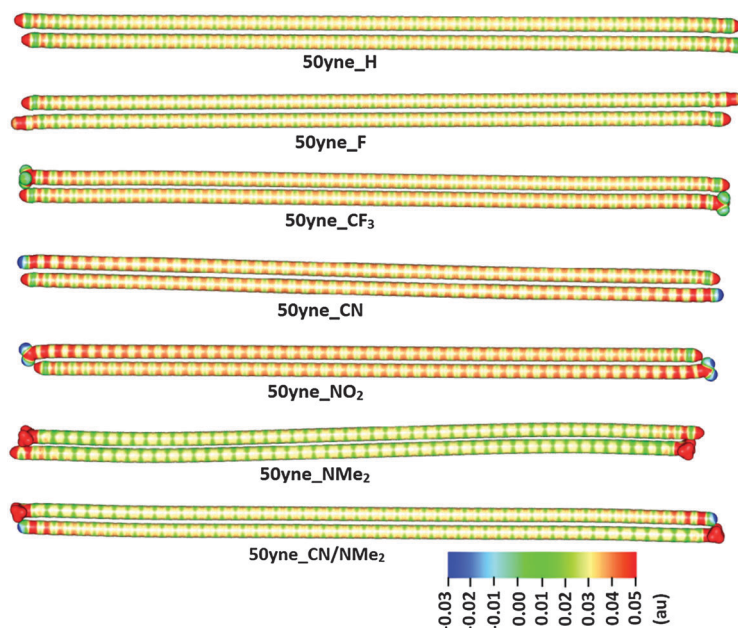 50yne_H
50yne_F
50yne_CF₃
50yne_CN
50yne_NO₂
50yne_NMe₂
50yne_CN/NMe₂
-0.03
-0.02
-0.01
0.00
0.01
0.02
0.03
0.04
0.05
(au)